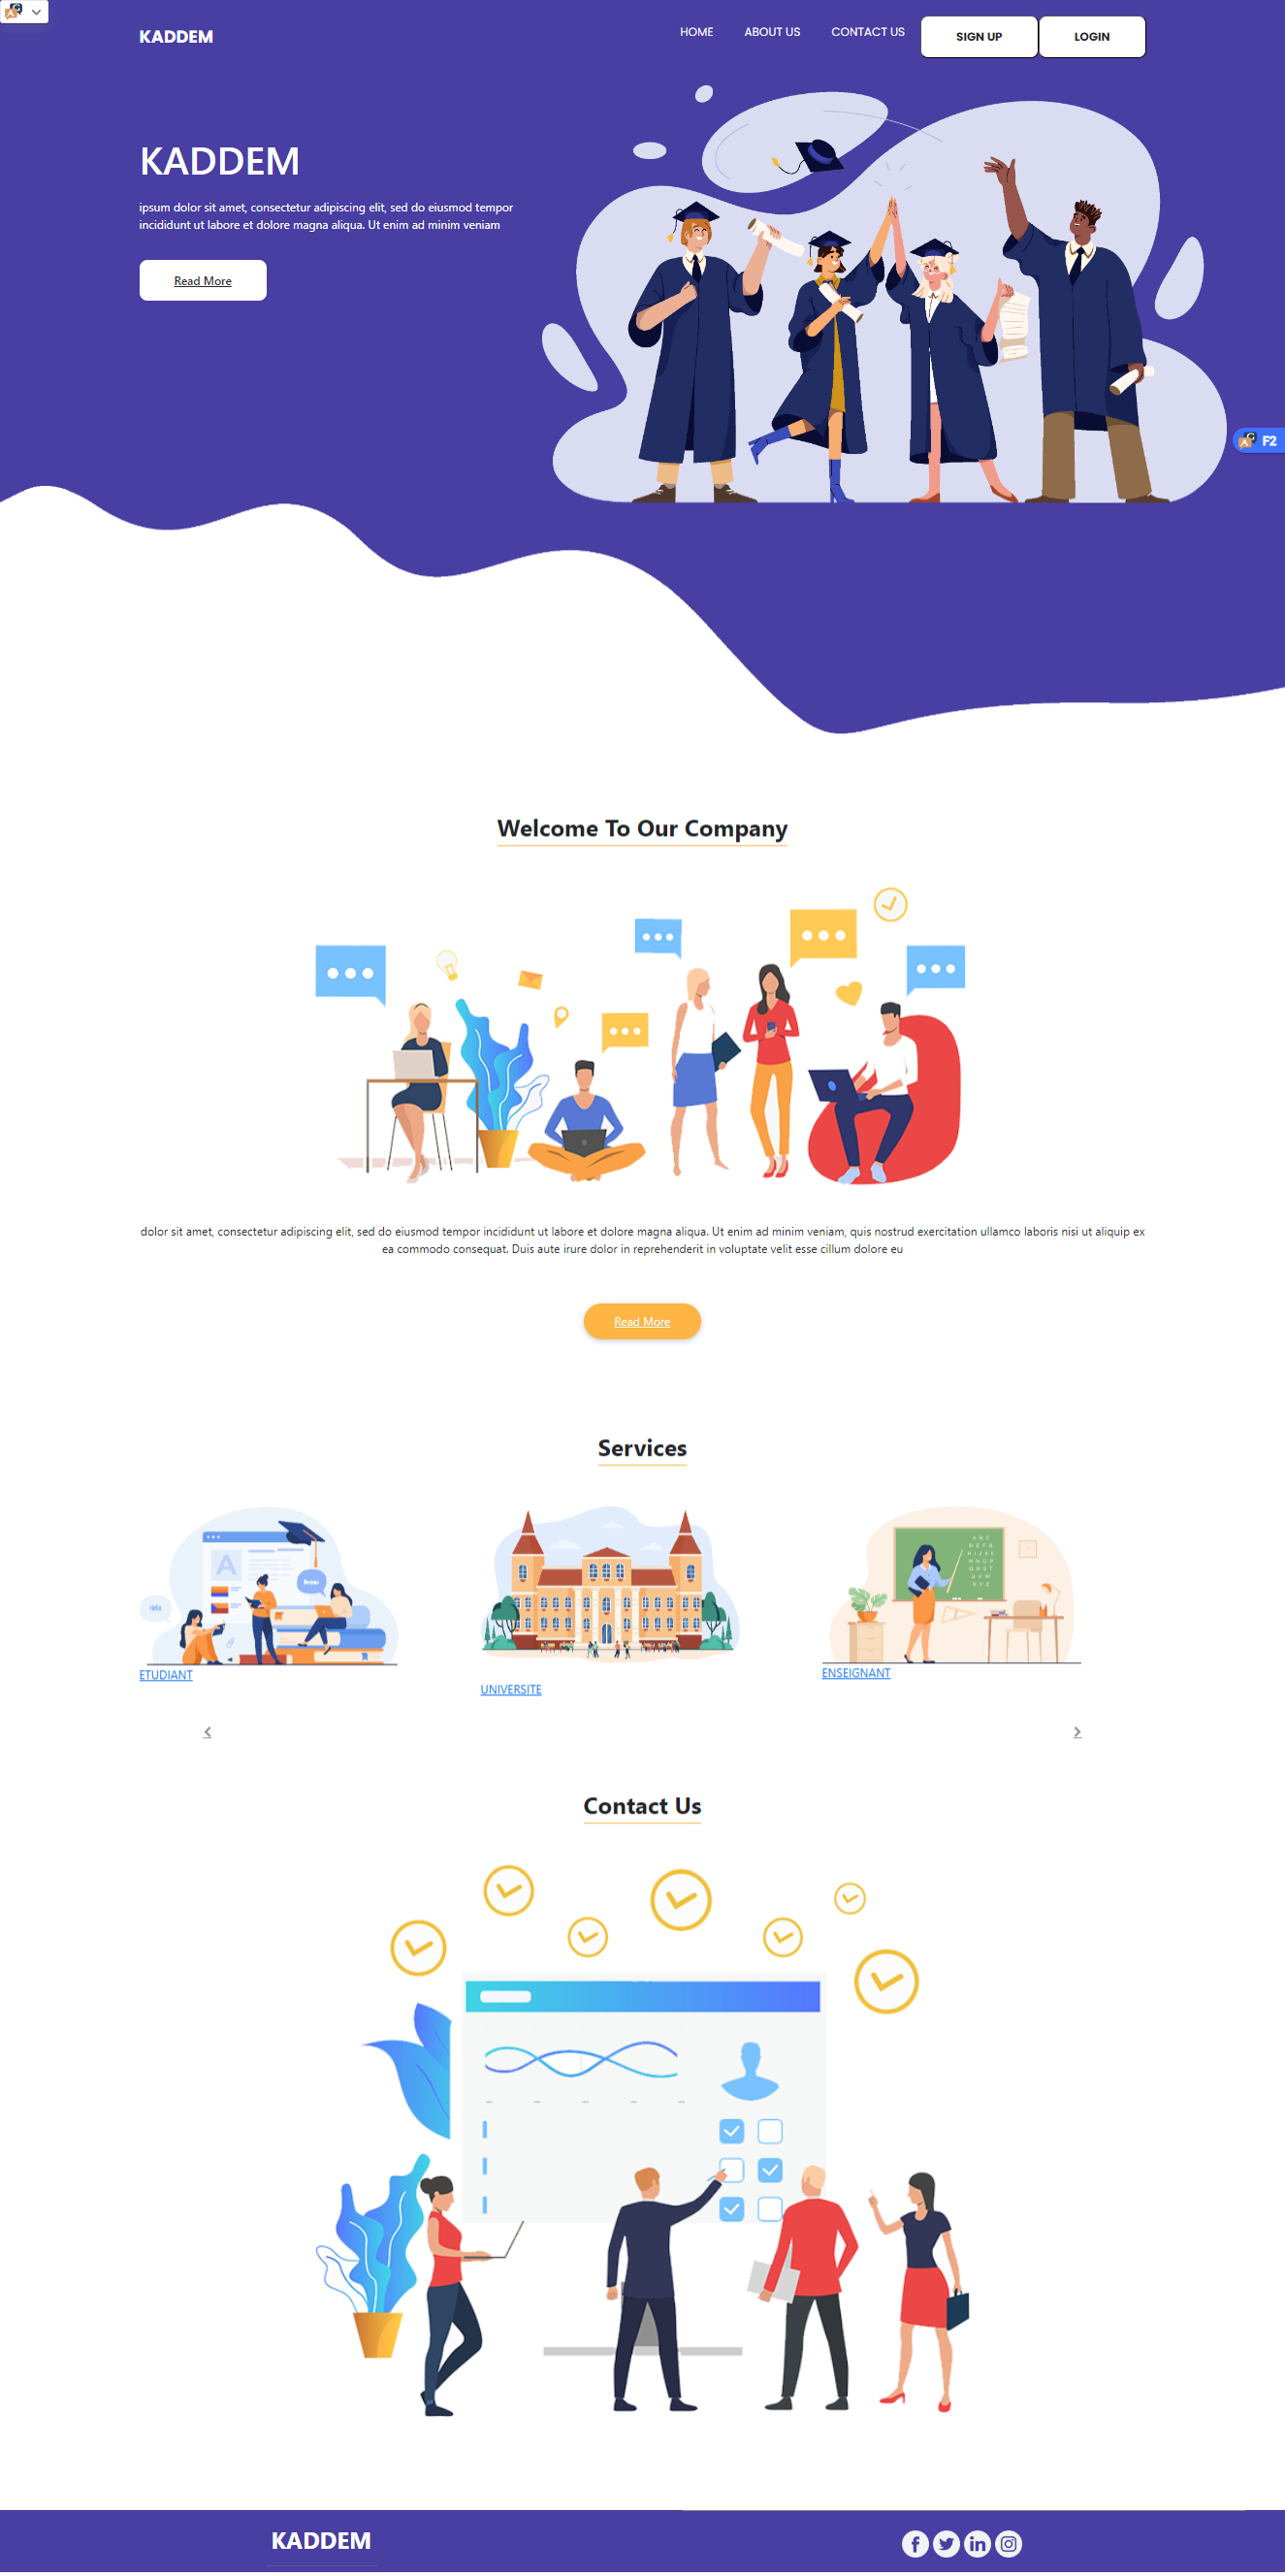 KADDEM
HOME
ABOUT US
CONTACT US
SIGN UP
LOGIN
KADDEM
ipsum dolor sit amet, consectetur adipiscing elit, sed do eiusmod tempor
incididunt ut labore et dolore magna aliqua. Ut enim ad minim veniam
Read More
F2
Welcome To Our Company
dolor sit amet, consectetur adipiscing elit, sed do eiusmod tempor incididunt ut labore et dolore magna aliqua. Ut enim ad minim veniam, quis nostrud exercitation ullamco laboris nisi ut aliquip ex
ea commodo consequat. Duis aute irure dolor in reprehenderit in voluptate velit esse cillum dolore eu
Read More
Services
A
Hello
A B C
D E F G
H I J K L
M N O P
Q R S T
U V W
X Y Z
ETUDIANT
UNIVERSITE
ENSEIGNANT
Contact Us
KADDEM